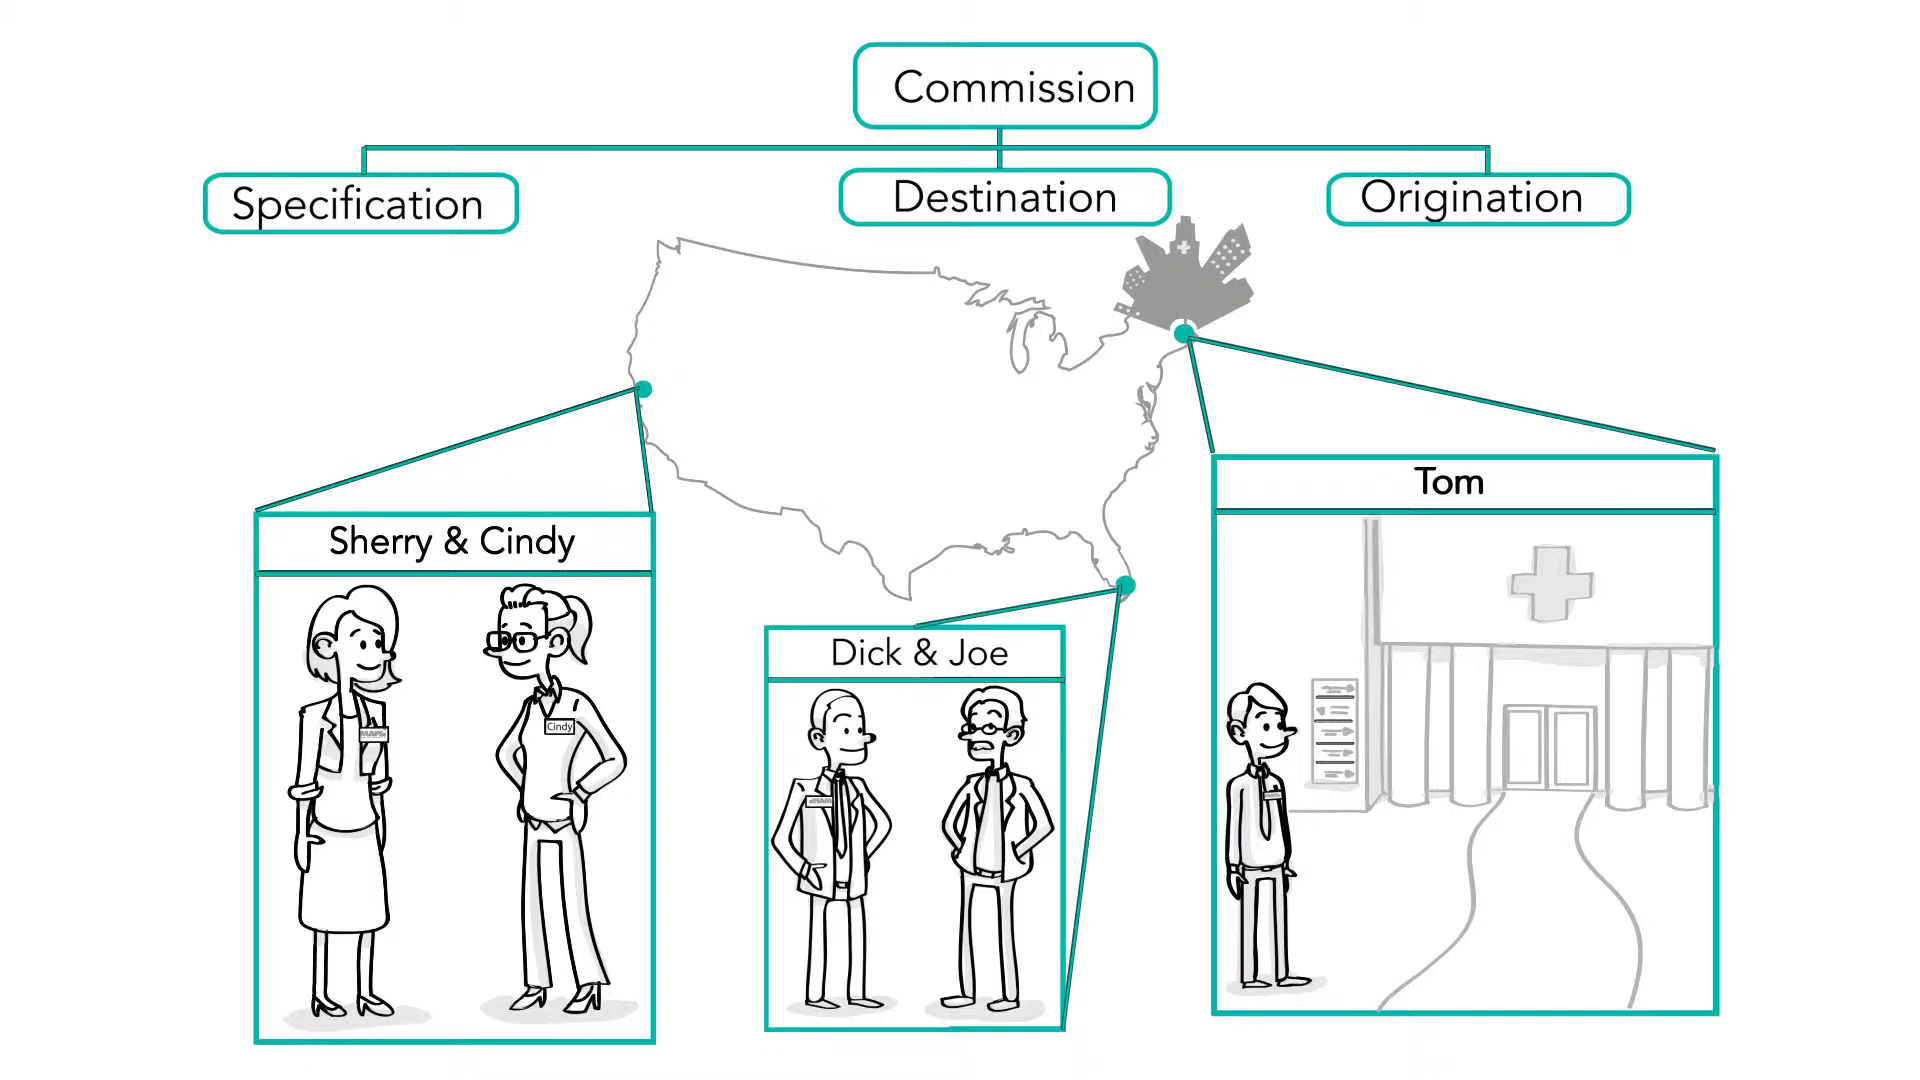 Commission
Specification
Destination
Origination
Tom
Sherry & Cindy
Dick & Joe
Cindy